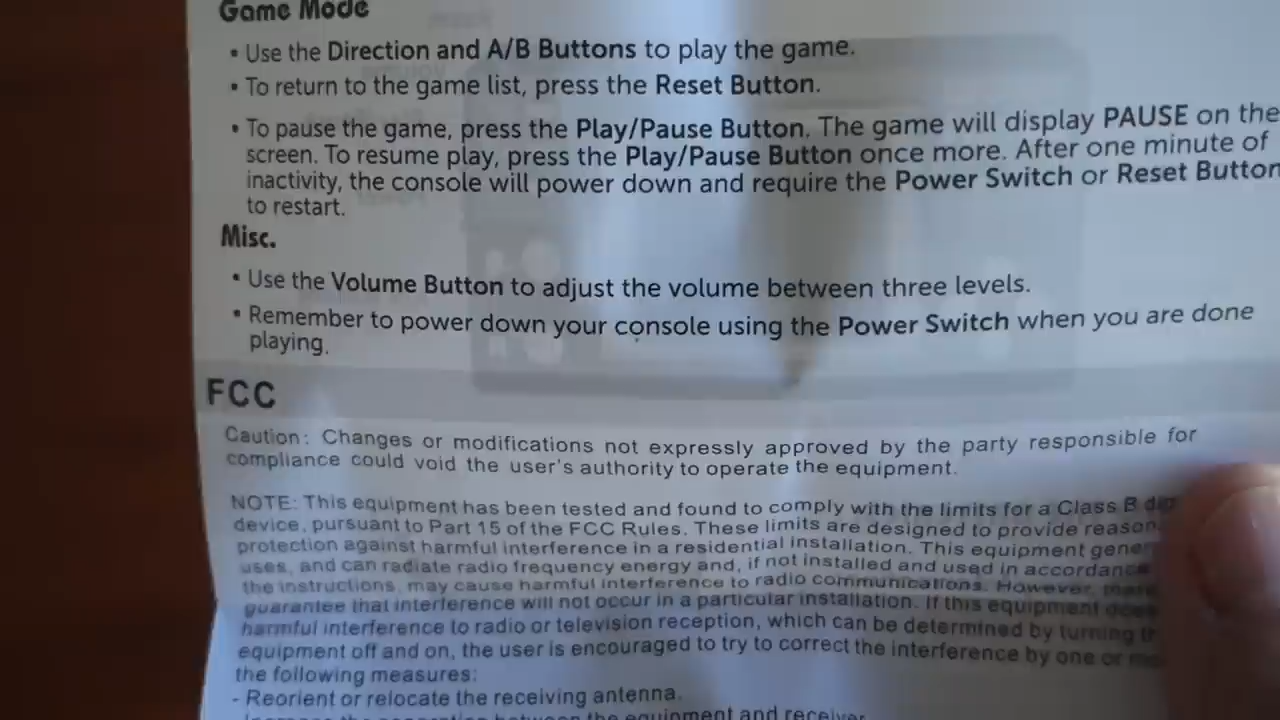 Game Mode
• Use the Direction and A/B Buttons to play the game.
• To return to the game list, press the Reset Button.
• To pause the game, press the Play/Pause Button. The game will display PAUSE on the
screen. To resume play, press the Play/Pause Button once more. After one minute of
inactivity, the console will power down and require the Power Switch or Reset Button
to restart.
Misc.
• Use the Volume Button to adjust the volume between three levels.
• Remember to power down your console using the Power Switch when you are done
playing.
FCC
Caution: Changes or modifications not expressly approved by the party responsible for
compliance could void the user's authority to operate the equipment.
NOTE: This equipment has been tested and found to comply with the limits for a Class B
device, pursuant to Part 15 of the FCC Rules. These limits are designed to provide
protection against harmful interference in a residential installation. This equipment
uses, and can radiate radio frequency energy and, if not installed and used in accordance
the instructions, may cause harmful interference to radio communications. However,
guarantee that interference will not occur in a particular installation. If this equipment
harmful interference to radio or television reception, which can be determined by turning
equipment off and on, the user is encouraged to try to correct the interference by one or
the following measures:
- Reorient or relocate the receiving antenna.
- Increase the separation between the equipment and receiver.